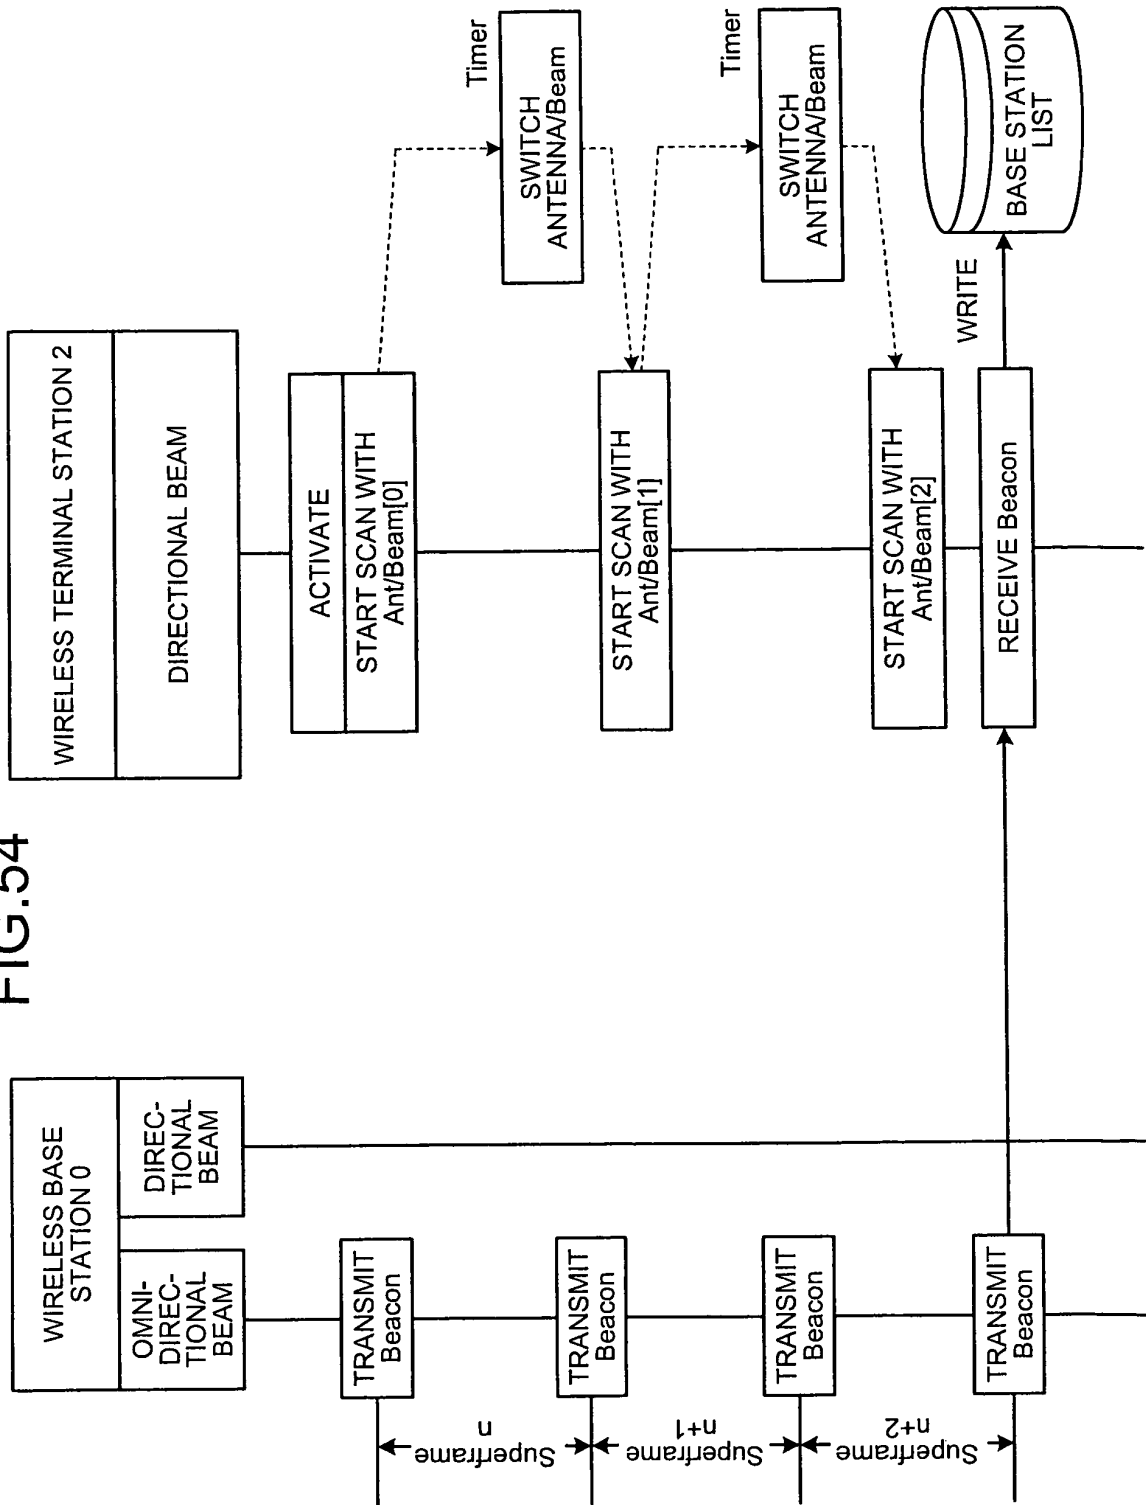 FIG.54
WIRELESS BASE
STATION 0
OMNI-
DIREC-
TIONAL
BEAM
DIREC-
TIONAL
BEAM
WIRELESS TERMINAL STATION 2
DIRECTIONAL BEAM
TRANSMIT
Beacon
ACTIVATE
START SCAN WITH
Ant/Beam[0]
Timer
SWITCH
ANTENNA/Beam
Superframe
n
TRANSMIT
Beacon
START SCAN WITH
Ant/Beam[1]
Timer
SWITCH
ANTENNA/Beam
Superframe
n+1
TRANSMIT
Beacon
START SCAN WITH
Ant/Beam[2]
Superframe
n+2
TRANSMIT
Beacon
RECEIVE Beacon
WRITE
BASE STATION
LIST